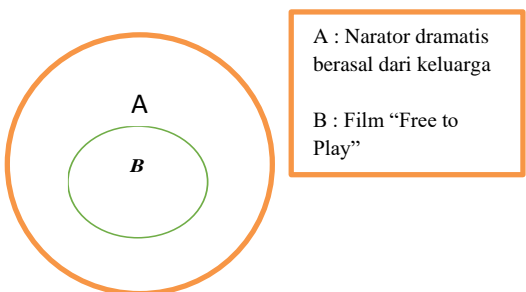 A
B
A : Narator dramatis
berasal dari keluarga
B : Film “Free to
Play”